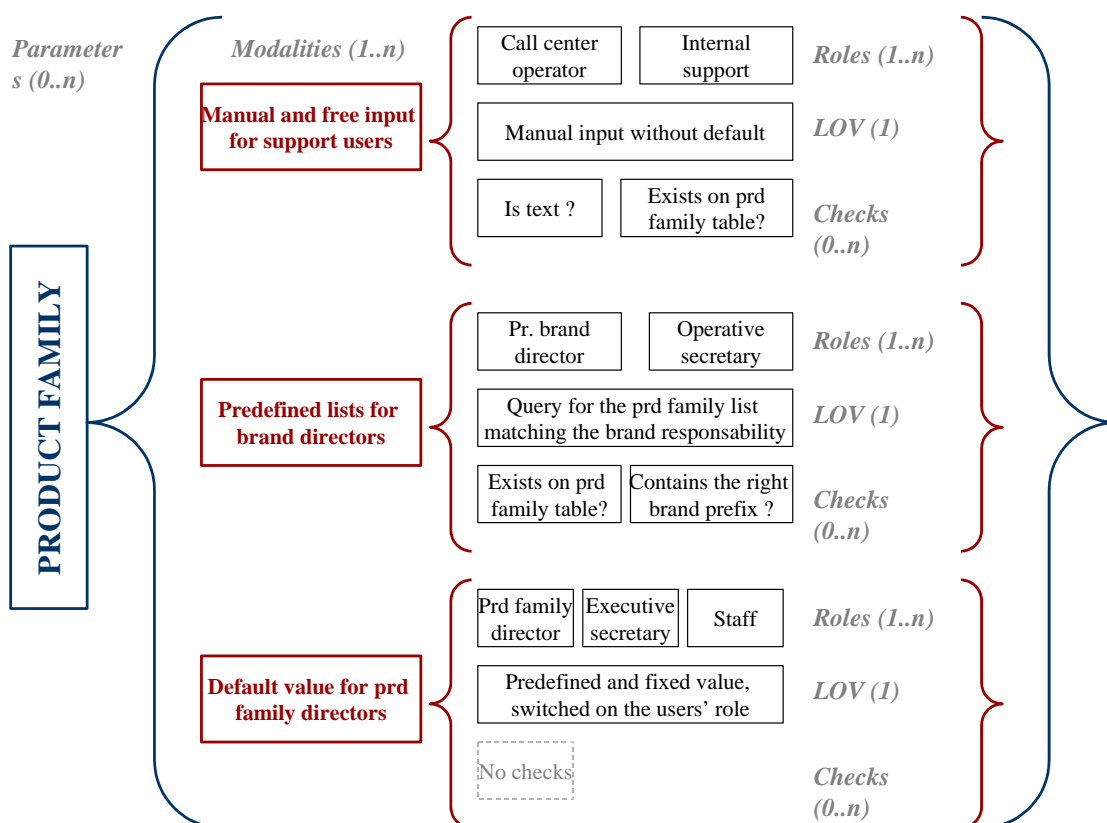 Parameter
s (0..n)
Modalities (1..n)
Call center
operator
Internal
support
Roles (1..n)
Manual and free input
for support users
Manual input without default
LOV (1)
Is text ?
Exists on prd
family table?
Checks
(0..n)
PRODUCT FAMILY
Pr. brand
director
Operative
secretary
Roles (1..n)
Predefined lists for
brand directors
Query for the prd family list
matching the brand responsability
LOV (1)
Exists on prd
family table?
Contains the right
brand prefix ?
Checks
(0..n)
Prd family
director
Executive
secretary
Staff
Roles (1..n)
Default value for prd
family directors
Predefined and fixed value,
switched on the users’ role
LOV (1)
No checks
Checks
(0..n)